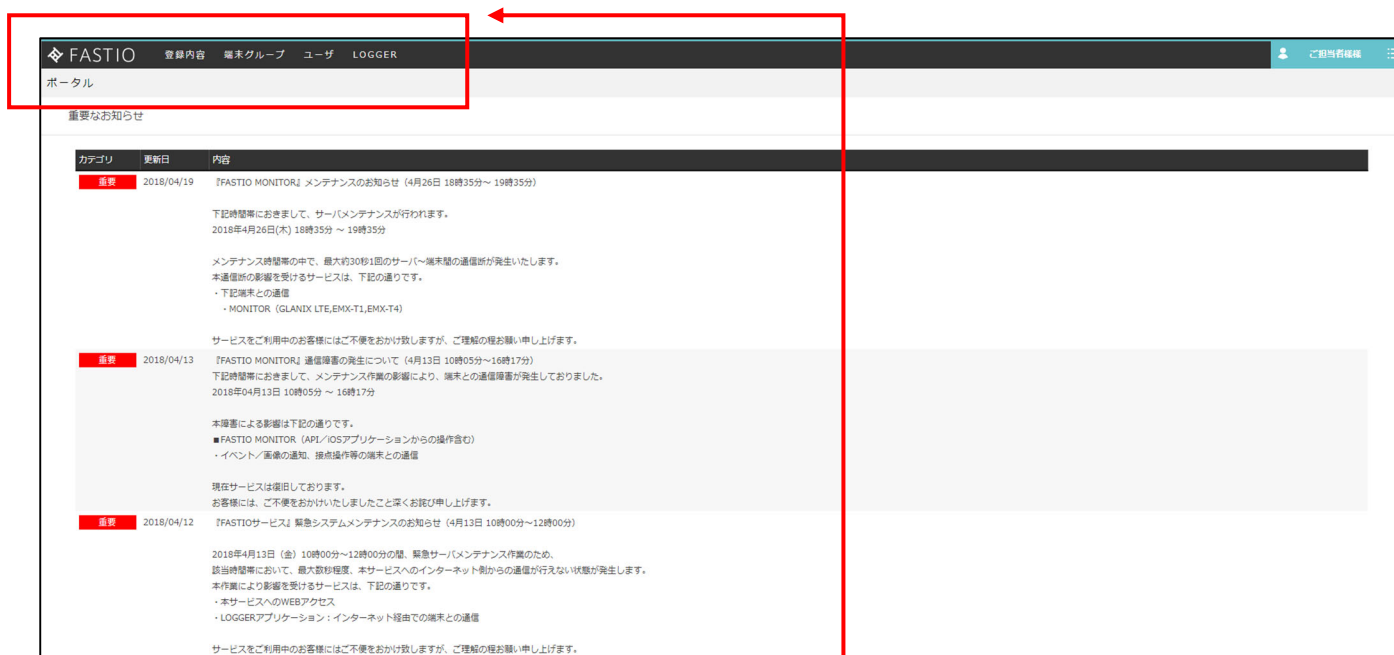 FASTIO 登録内容 端末グループ ユーザ LOGGER ご担当者様様
ポータル
重要なお知らせ
カテゴリ 更新日 内容
重要 2018/04/19 『FASTIO MONITOR』メンテナンスのお知らせ（4月26日 18時35分～ 19時35分）
下記時間帯におきまして、サーバメンテナンスが行われます。
2018年4月26日(木) 18時35分 ～ 19時35分
メンテナンス時間帯の中で、最大約30秒1回のサーバ～端末間の通信断が発生いたします。
本通信断の影響を受けるサービスは、下記の通りです。
・下記端末との通信
・MONITOR（GLANIX LTE,EMX-T1,EMX-T4）
サービスをご利用中のお客様にはご不便をおかけ致しますが、ご理解の程お願い申し上げます。
重要 2018/04/13 『FASTIO MONITOR』通信障害の発生について（4月13日 10時05分～16時17分）
下記時間帯におきまして、メンテナンス作業の影響により、端末との通信障害が発生しておりました。
2018年04月13日 10時05分 ～ 16時17分
本障害による影響は下記の通りです。
■FASTIO MONITOR（API／iOSアプリケーションからの操作含む）
・イベント／画像の通知、接点操作等の端末との通信
現在サービスは復旧しております。
お客様には、ご不便をおかけいたしましたこと深くお詫び申し上げます。
重要 2018/04/12 『FASTIOサービス』緊急システムメンテナンスのお知らせ（4月13日 10時00分～12時00分）
2018年4月13日（金）10時00分～12時00分の間、緊急サーバメンテナンス作業のため、
該当時間帯において、最大数秒程度、本サービスへのインターネット側からの通信が行えない状態が発生します。
本作業により影響を受けるサービスは、下記の通りです。
・本サービスへのWEBアクセス
・LOGGERアプリケーション：インターネット経由での端末との通信
サービスをご利用中のお客様にはご不便をおかけ致しますが、ご理解の程お願い申し上げます。